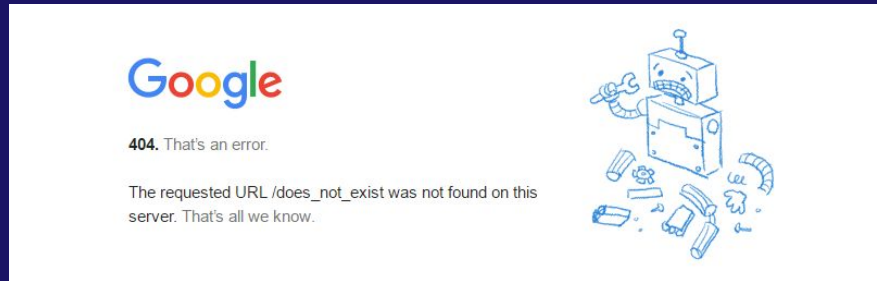 Google
404. That's an error.
The requested URL /does_not_exist was not found on this
server. That's all we know.